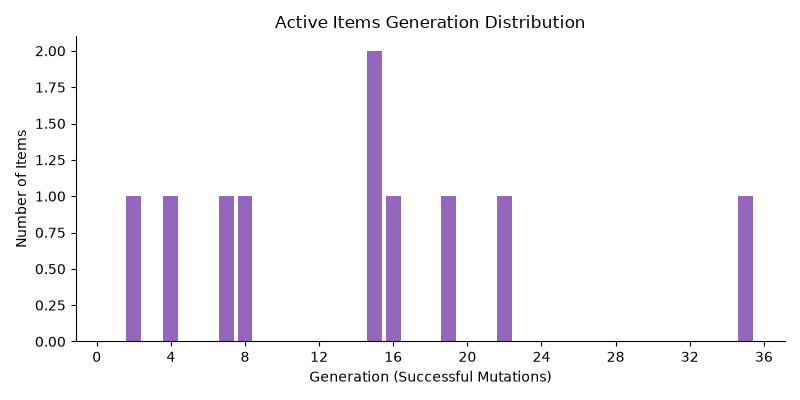 Active Items Generation Distribution
2.00
1.75
1.50
1.25
1.00
0.75
0.50
0.25
0.00
Number of Items
0 4 8 12 16 20 24 28 32 36
Generation (Successful Mutations)